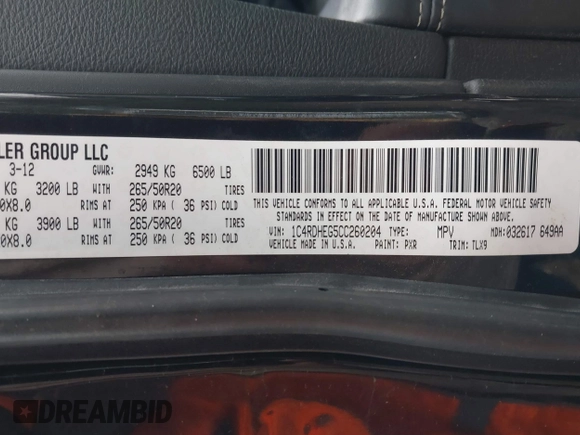 LER GROUP LLC
3-12 GVWR: 2949 KG 6500 LB
KG 3200 LB WITH 265/50R20 TIRES
0X8.0 RIMS AT 250 KPA ( 36 PSI) COLD
KG 3900 LB WITH 265/50R20 TIRES
0X8.0 RIMS AT 250 KPA ( 36 PSI) COLD
THIS VEHICLE CONFORMS TO ALL APPLICABLE U.S.A. FEDERAL MOTOR VEHICLE SAFETY
STANDARDS IN EFFECT ON THE DATE OF MANUFACTURE SHOWN ABOVE.
VIN: 1C4RDHEG5CC260204 TYPE: MPV MDH: 032617 649AA
VEHICLE MADE IN U.S.A. PAINT: PXR TRIM: TLX9
DREAMBID